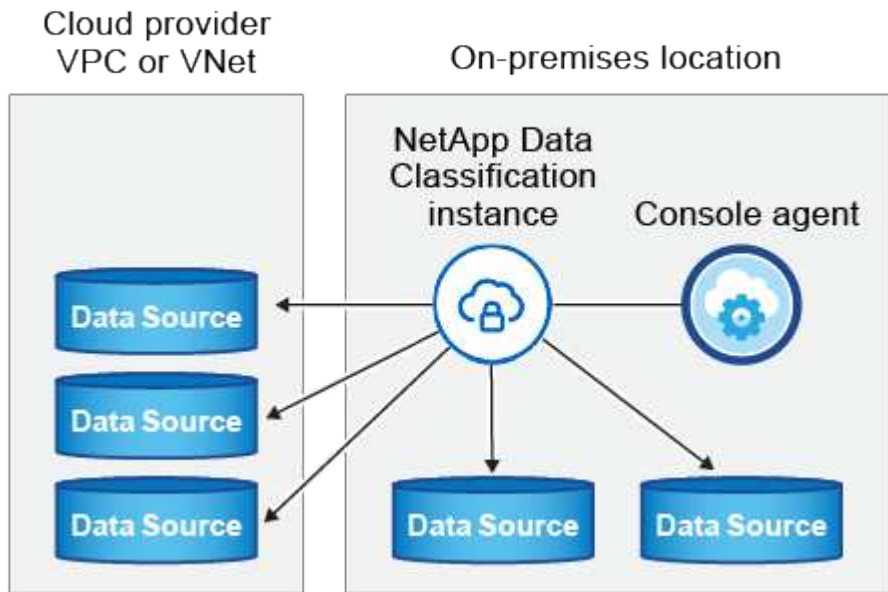 Cloud provider
VPC or VNet
On-premises location
NetApp Data
Classification
instance
Console agent
Data Source
Data Source
Data Source
Data Source
Data Source